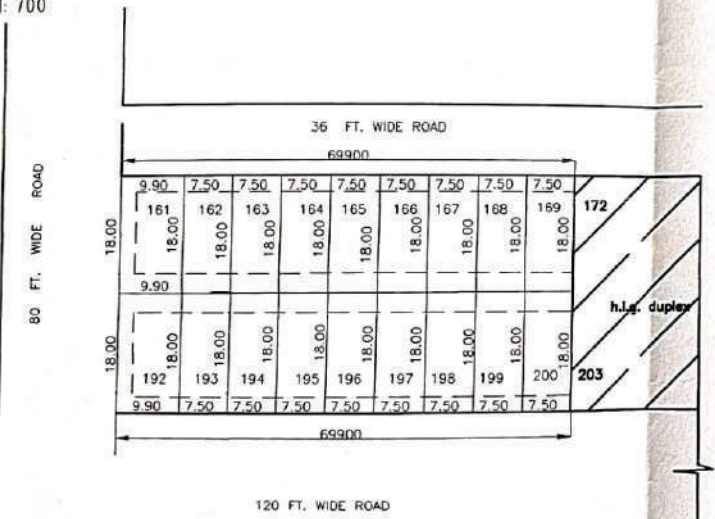 : 700
36 FT. WIDE ROAD
69900
80 FT. WIDE ROAD
9.90 7.50 7.50 7.50 7.50 7.50 7.50 7.50 7.50
161 162 163 164 165 166 167 168 169 172
18.00 18.00 18.00 18.00 18.00 18.00 18.00 18.00 18.00 18.00
9.90
h.i.g. duplex
18.00 18.00 18.00 18.00 18.00 18.00 18.00 18.00 18.00 18.00
192 193 194 195 196 197 198 199 200 203
9.90 7.50 7.50 7.50 7.50 7.50 7.50 7.50 7.50
69900
120 FT. WIDE ROAD